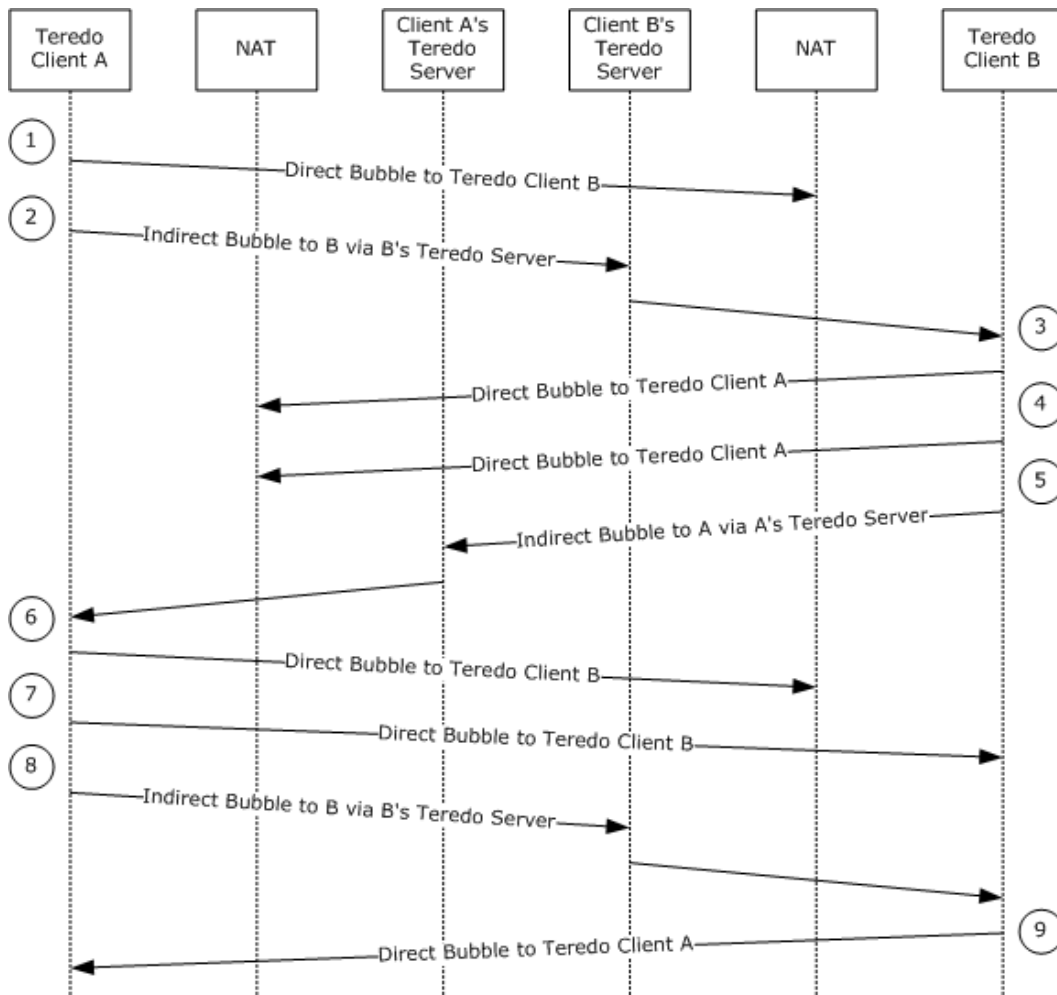 Teredo
Client A
NAT
Client A's
Teredo
Server
Client B's
Teredo
Server
NAT
Teredo
Client B
1
Direct Bubble to Teredo Client B
2
Indirect Bubble to B via B's Teredo Server
3
Direct Bubble to Teredo Client A
4
Direct Bubble to Teredo Client A
5
Indirect Bubble to A via A's Teredo Server
6
Direct Bubble to Teredo Client B
7
Direct Bubble to Teredo Client B
8
Indirect Bubble to B via B's Teredo Server
9
Direct Bubble to Teredo Client A